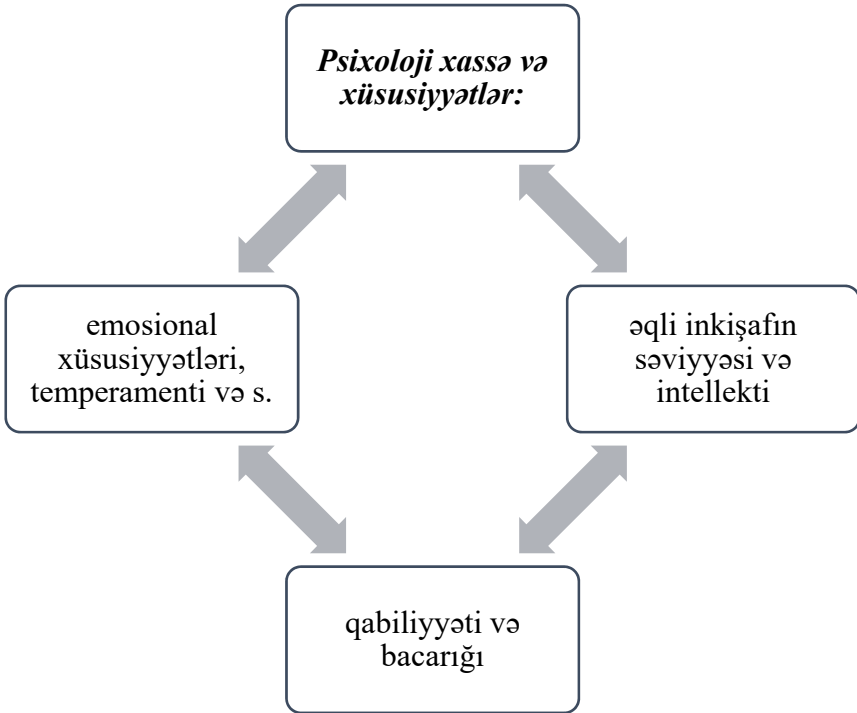 Psixoloji xassə və
xüsusiyyətlər:
emosional
xüsusiyyətləri,
temperamenti və s.
əqli inkişafın
səviyyəsi və
intellekti
qabiliyyəti və
bacarığı